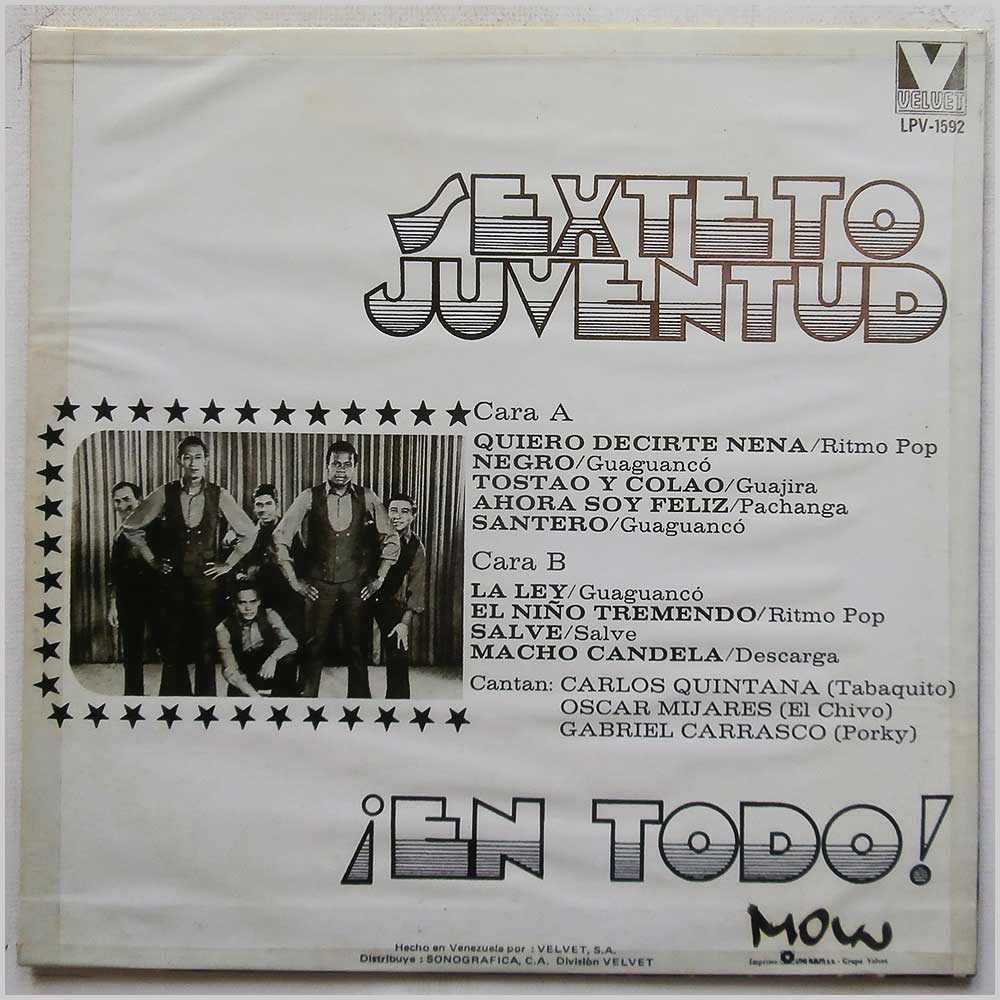 VELVET
LPV-1592
SEXTETO
JUVENTUD
Cara A
QUIERO DECIRTE NENA/Ritmo Pop
NEGRO/Guaguancó
TOSTAO Y COLAO/Guajira
AHORA SOY FELIZ/Pachanga
SANTERO/Guaguancó
Cara B
LA LEY/Guaguancó
EL NIÑO TREMENDO/Ritmo Pop
SALVE/Salve
MACHO CANDELA/Descarga
Cantan: CARLOS QUINTANA (Tabaquito)
OSCAR MIJARES (El Chivo)
GABRIEL CARRASCO (Porky)
¡EN TODO!
Hecho en Venezuela por : VELVET, S.A.
Distribuye : SONOGRAFICA, C.A. División VELVET
Grupo Velvet